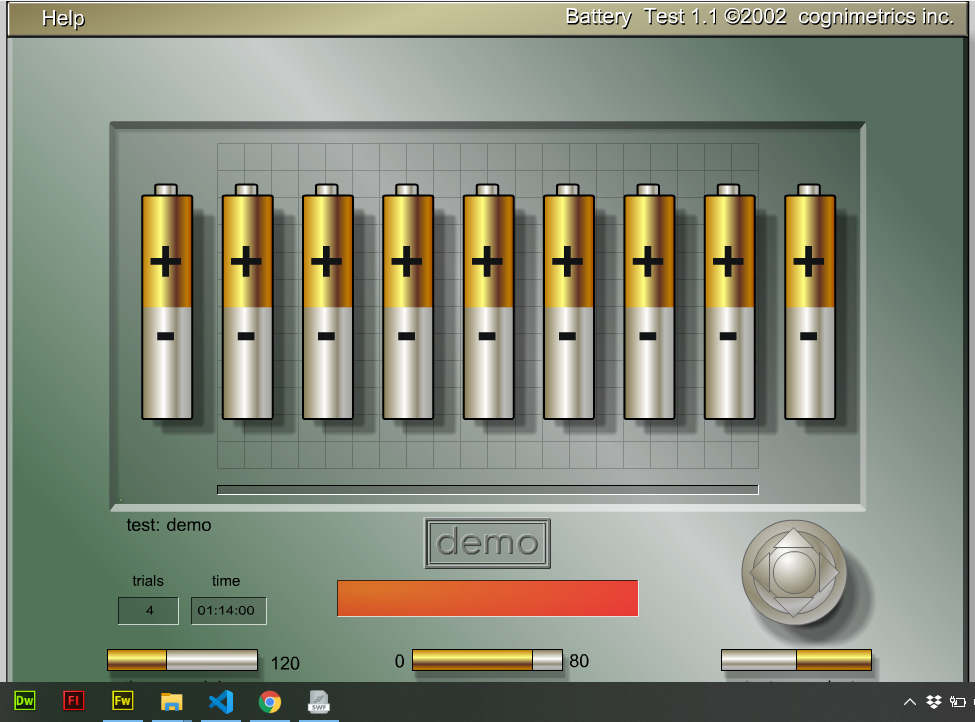 Help
Battery Test 1.1 ©2002 cognimetrics inc.
+ + + + + + + + +
- - - - - - - - -
test: demo
demo
trials time
4 01:14:00
120 0 80
Dw Fl Fw SWF